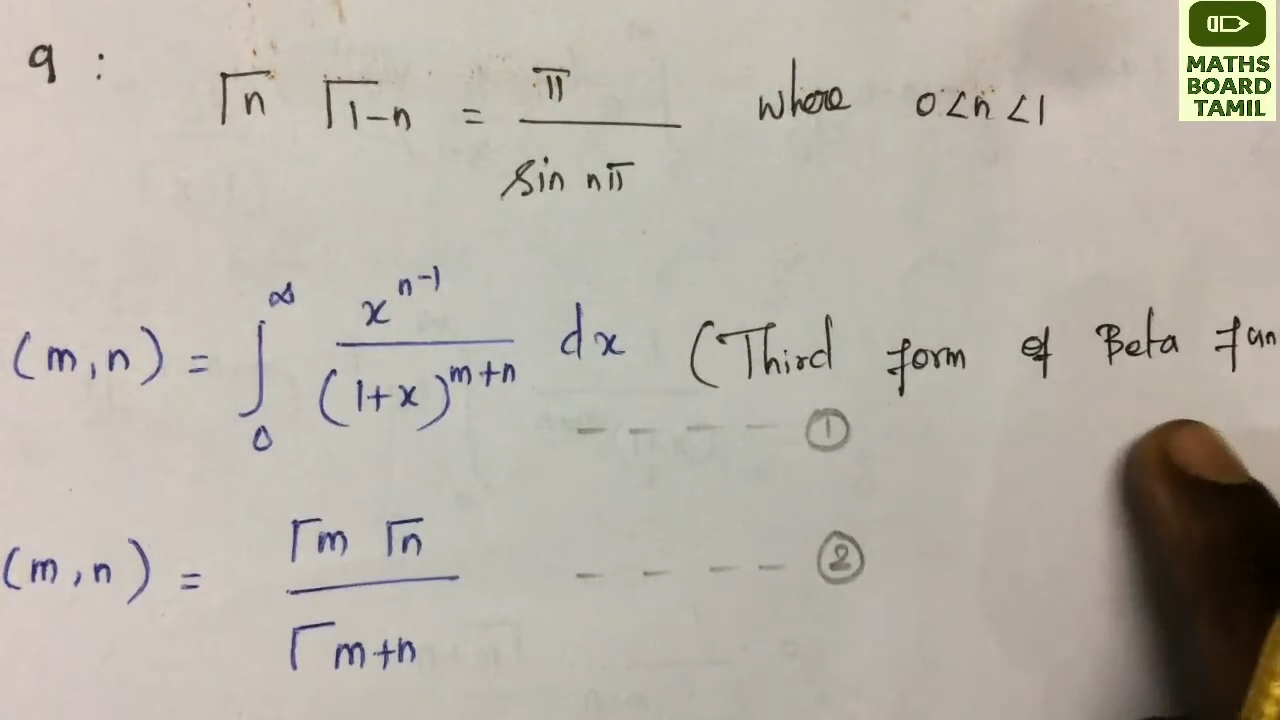 MATHS
BOARD
TAMIL
9 : Γn Γ1-n = π / sin nπ where 0<n<1
(m,n) = ∫₀^∞ x^(n-1) / (1+x)^(m+n) dx (Third form of Beta fun
- - - - ①
(m,n) = Γm Γn / Γm+n - - - - ②